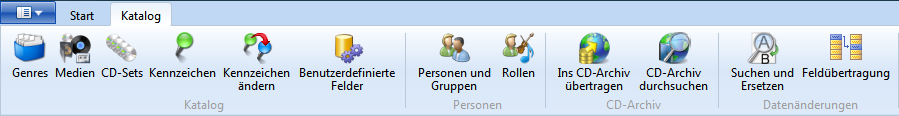 Start Katalog
Genres Medien CD-Sets Kennzeichen Kennzeichen ändern Benutzerdefinierte Felder
Personen und Gruppen Rollen
Ins CD-Archiv übertragen CD-Archiv durchsuchen
A B
Suchen und Ersetzen Feldübertragung
Katalog Personen CD-Archiv Datenänderungen